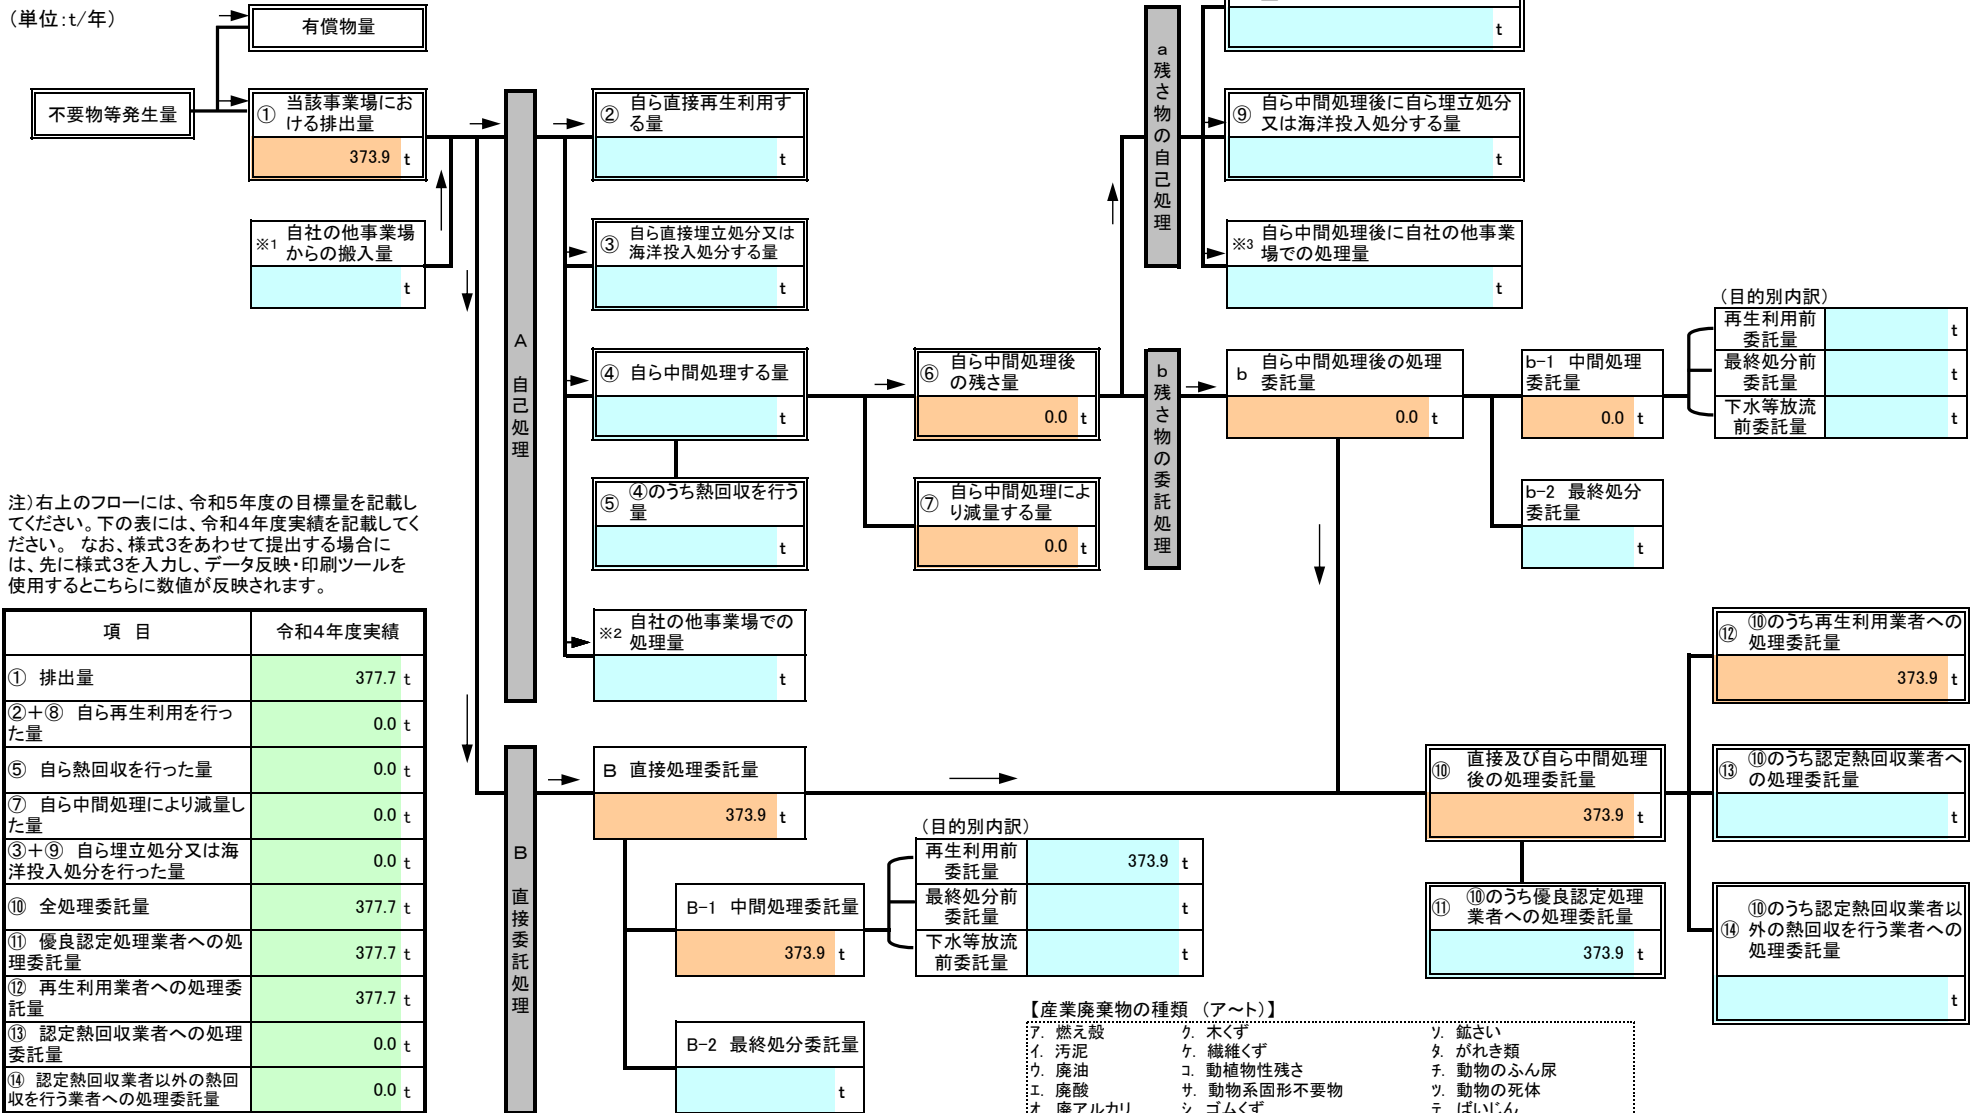 (単位:t/年)
有償物量
不要物等発生量
① 当該事業場にお
ける排出量
373.9 t
※1 自社の他事業場
からの搬入量
t
A 自己処理
② 自ら直接再生利用す
る量
t
③ 自ら直接埋立処分又は
海洋投入処分する量
t
④ 自ら中間処理する量
t
⑤ ④のうち熱回収を行う
量
t
※2 自社の他事業場での
処理量
t
⑥ 自ら中間処理後
の残さ量
0.0 t
⑦ 自ら中間処理によ
り減量する量
0.0 t
a残さ物の自己処理
t
⑨ 自ら中間処理後に自ら埋立処分
又は海洋投入処分する量
t
※3 自ら中間処理後に自社の他事業
場での処理量
t
b残さ物の委託処理
b 自ら中間処理後の処理
委託量
0.0 t
b-1 中間処理
委託量
0.0 t
b-2 最終処分
委託量
t
(目的別内訳)
再生利用前
委託量
t
最終処分前
委託量
t
下水等放流
前委託量
t
注)右上のフローには、令和5年度の目標量を記載し
てください。下の表には、令和4年度実績を記載してく
ださい。 なお、様式3をあわせて提出する場合に
は、先に様式3を入力し、データ反映・印刷ツールを
使用するとこちらに数値が反映されます。
項 目 令和4年度実績
① 排出量 377.7 t
②+⑧ 自ら再生利用を行っ
た量 0.0 t
⑤ 自ら熱回収を行った量 0.0 t
⑦ 自ら中間処理により減量し
た量 0.0 t
③+⑨ 自ら埋立処分又は海
洋投入処分を行った量 0.0 t
⑩ 全処理委託量 377.7 t
⑪ 優良認定処理業者への処
理委託量 377.7 t
⑫ 再生利用業者への処理委
託量 377.7 t
⑬ 認定熱回収業者への処理
委託量 0.0 t
⑭ 認定熱回収業者以外の熱回
収を行う業者への処理委託量 0.0 t
B 直接委託処理
B 直接処理委託量
373.9 t
B-1 中間処理委託量
373.9 t
B-2 最終処分委託量
t
(目的別内訳)
再生利用前
委託量
373.9 t
最終処分前
委託量
t
下水等放流
前委託量
t
⑩ 直接及び自ら中間処理
後の処理委託量
373.9 t
⑪ ⑩のうち優良認定処理
業者への処理委託量
373.9 t
⑫ ⑩のうち再生利用業者への
処理委託量
373.9 t
⑬ ⑩のうち認定熱回収業者へ
の処理委託量
t
⑭ ⑩のうち認定熱回収業者以
外の熱回収を行う業者への
処理委託量
t
【産業廃棄物の種類 (ア~ト)】
ア. 燃え殻 ク. 木くず ソ. 鉱さい
イ. 汚泥 ケ. 繊維くず タ. がれき類
ウ. 廃油 コ. 動植物性残さ チ. 動物のふん尿
エ. 廃酸 サ. 動物系固形不要物 ツ. 動物の死体
オ. 廃アルカリ シ. ゴムくず テ. ばいじん